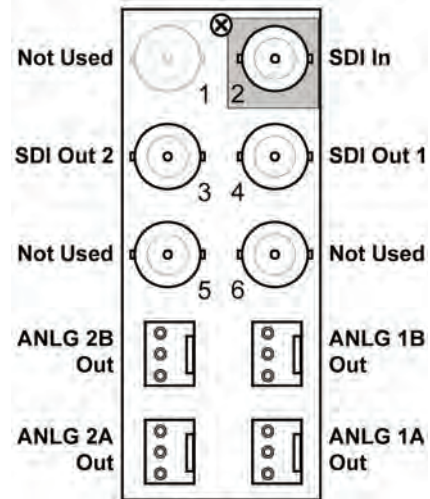 Not Used
SDI In
1 2
SDI Out 2
SDI Out 1
3 4
Not Used
Not Used
5 6
ANLG 2B
Out
ANLG 1B
Out
ANLG 2A
Out
ANLG 1A
Out